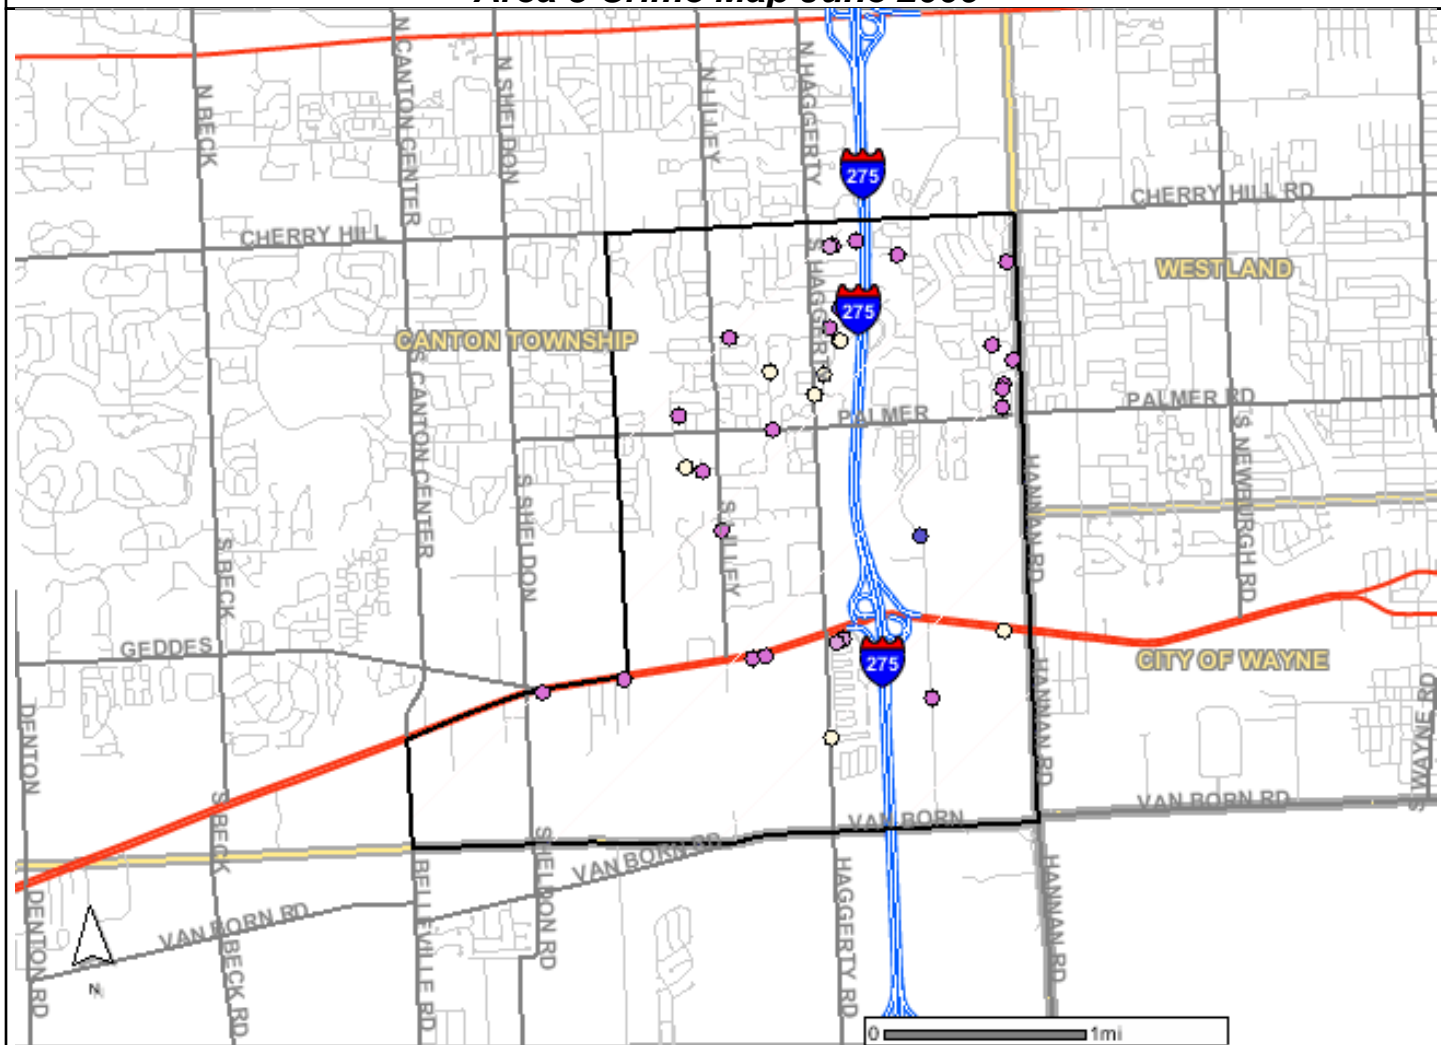 N BECK
N CANTON CENTER
N SHELDON
N LILLEY
N HAGGERTY
275
CHERRY HILL RD
CHERRY HILL
WESTLAND
275
CANTON TOWNSHIP
S HAGGERTY
S CANTON CENTER
PALMER
PALMER RD
S NEWBURGH RD
HANNAN RD
S SHELDON
S LILLEY
S BECK
GEDDES
275
CITY OF WAYNE
HANNAN RD
S WAYNE RD
DENTON
S BECK
VAN BORN
VAN BORN RD
SHELDON RD
VAN BORN RD
BELLEVILLE RD
HAGGERTY RD
HANNAN RD
DENTON RD
VAN BORN RD
BECK RD
N
0 1mi